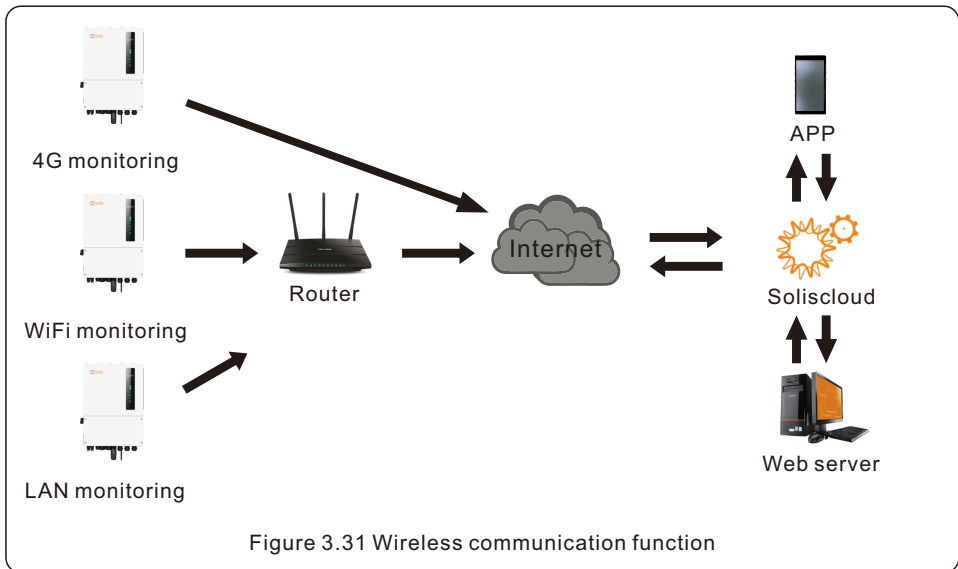 4G monitoring
WiFi monitoring
LAN monitoring
Router
Internet
APP
Soliscloud
Web server
Figure 3.31 Wireless communication function